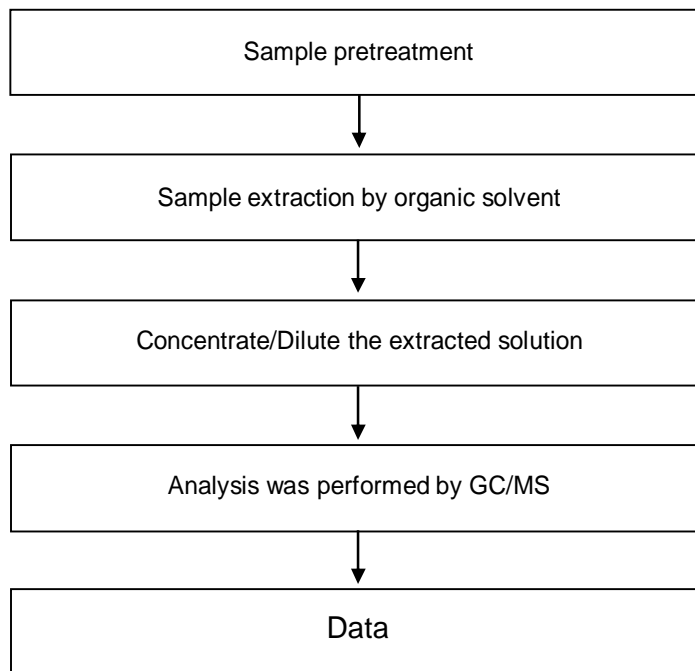 Sample pretreatment
Sample extraction by organic solvent
Concentrate/Dilute the extracted solution
Analysis was performed by GC/MS
Data